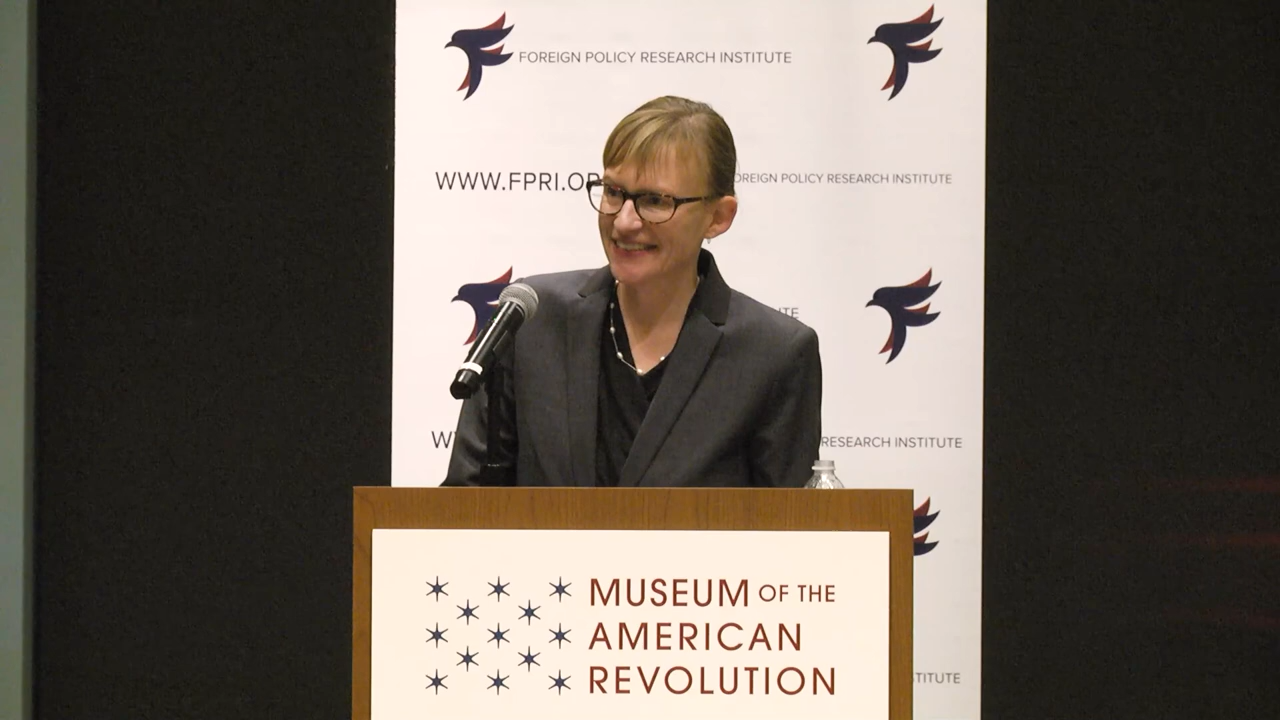 FOREIGN POLICY RESEARCH INSTITUTE
WWW.FPRI.OR
OREIGN POLICY RESEARCH INSTITUTE
ITE
W
RESEARCH INSTITUTE
TITUTE
MUSEUM OF THE
AMERICAN
REVOLUTION